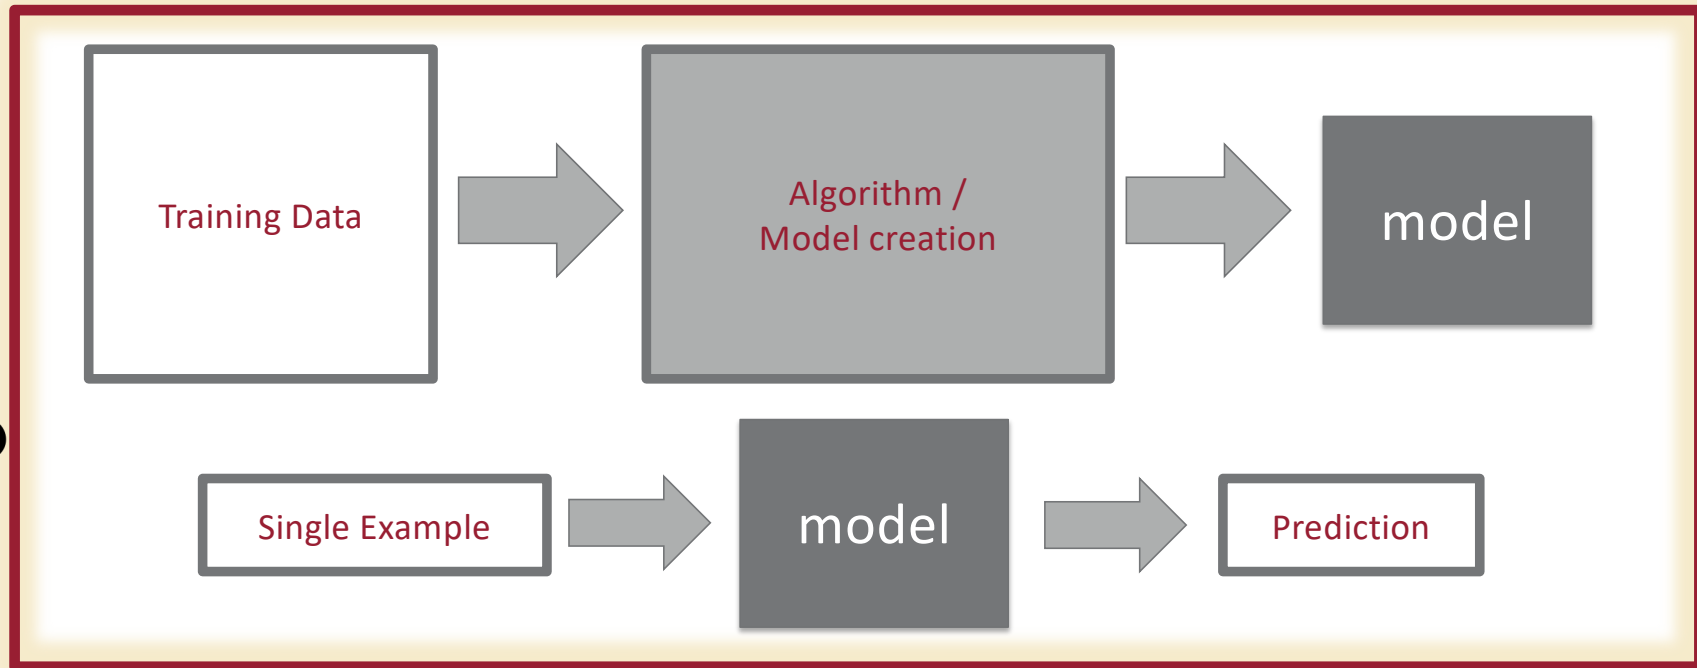 Training Data
Algorithm /
Model creation
model
Single Example
model
Prediction